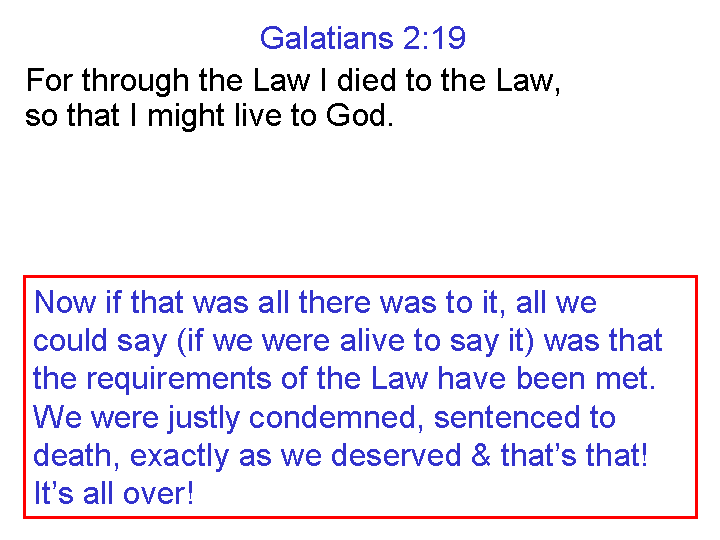 Galatians 2:19
For through the Law I died to the Law,
so that I might live to God.
Now if that was all there was to it, all we
could say (if we were alive to say it) was that
the requirements of the Law have been met.
We were justly condemned, sentenced to
death, exactly as we deserved & that’s that!
It’s all over!